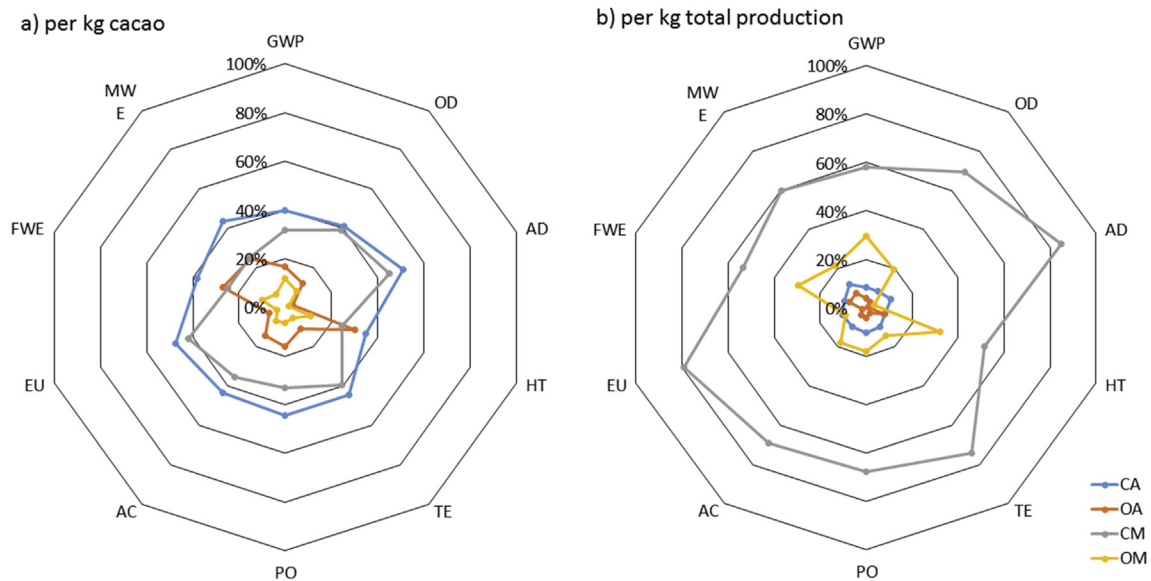 a) per kg cacao
b) per kg total production
GWP
100%
80%
60%
40%
20%
0%
OD
AD
HT
TE
PO
AC
EU
FWE
MW
E
GWP
100%
80%
60%
40%
20%
0%
OD
AD
HT
TE
PO
AC
EU
FWE
MW
E
CA
OA
CM
OM